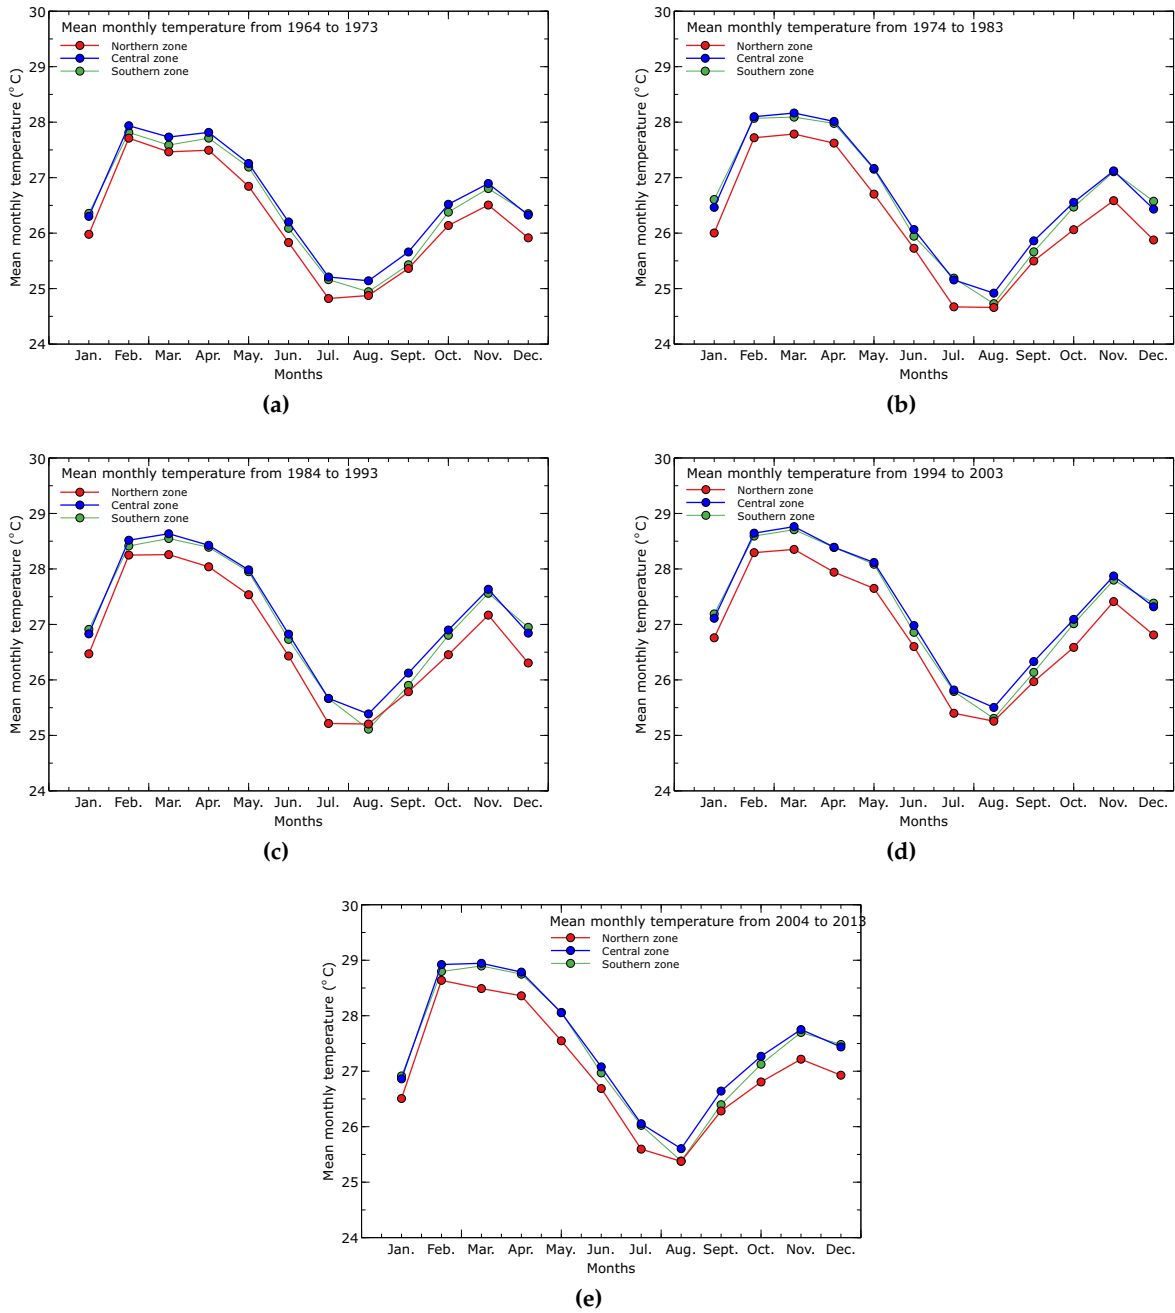 Mean monthly temperature from 1964 to 1973
Northern zone
Central zone
Southern zone
Mean monthly temperature (°C)
30
29
28
27
26
25
24
Jan. Feb. Mar. Apr. May. Jun. Jul. Aug. Sept. Oct. Nov. Dec.
Months
(a)
Mean monthly temperature from 1974 to 1983
Northern zone
Central zone
Southern zone
Mean monthly temperature (°C)
30
29
28
27
26
25
24
Jan. Feb. Mar. Apr. May. Jun. Jul. Aug. Sept. Oct. Nov. Dec.
Months
(b)
Mean monthly temperature from 1984 to 1993
Northern zone
Central zone
Southern zone
Mean monthly temperature (°C)
30
29
28
27
26
25
24
Jan. Feb. Mar. Apr. May. Jun. Jul. Aug. Sept. Oct. Nov. Dec.
Months
(c)
Mean monthly temperature from 1994 to 2003
Northern zone
Central zone
Southern zone
Mean monthly temperature (°C)
30
29
28
27
26
25
24
Jan. Feb. Mar. Apr. May. Jun. Jul. Aug. Sept. Oct. Nov. Dec.
Months
(d)
Mean monthly temperature from 2004 to 2013
Northern zone
Central zone
Southern zone
Mean monthly temperature (°C)
30
29
28
27
26
25
24
Jan. Feb. Mar. Apr. May. Jun. Jul. Aug. Sept. Oct. Nov. Dec.
Months
(e)